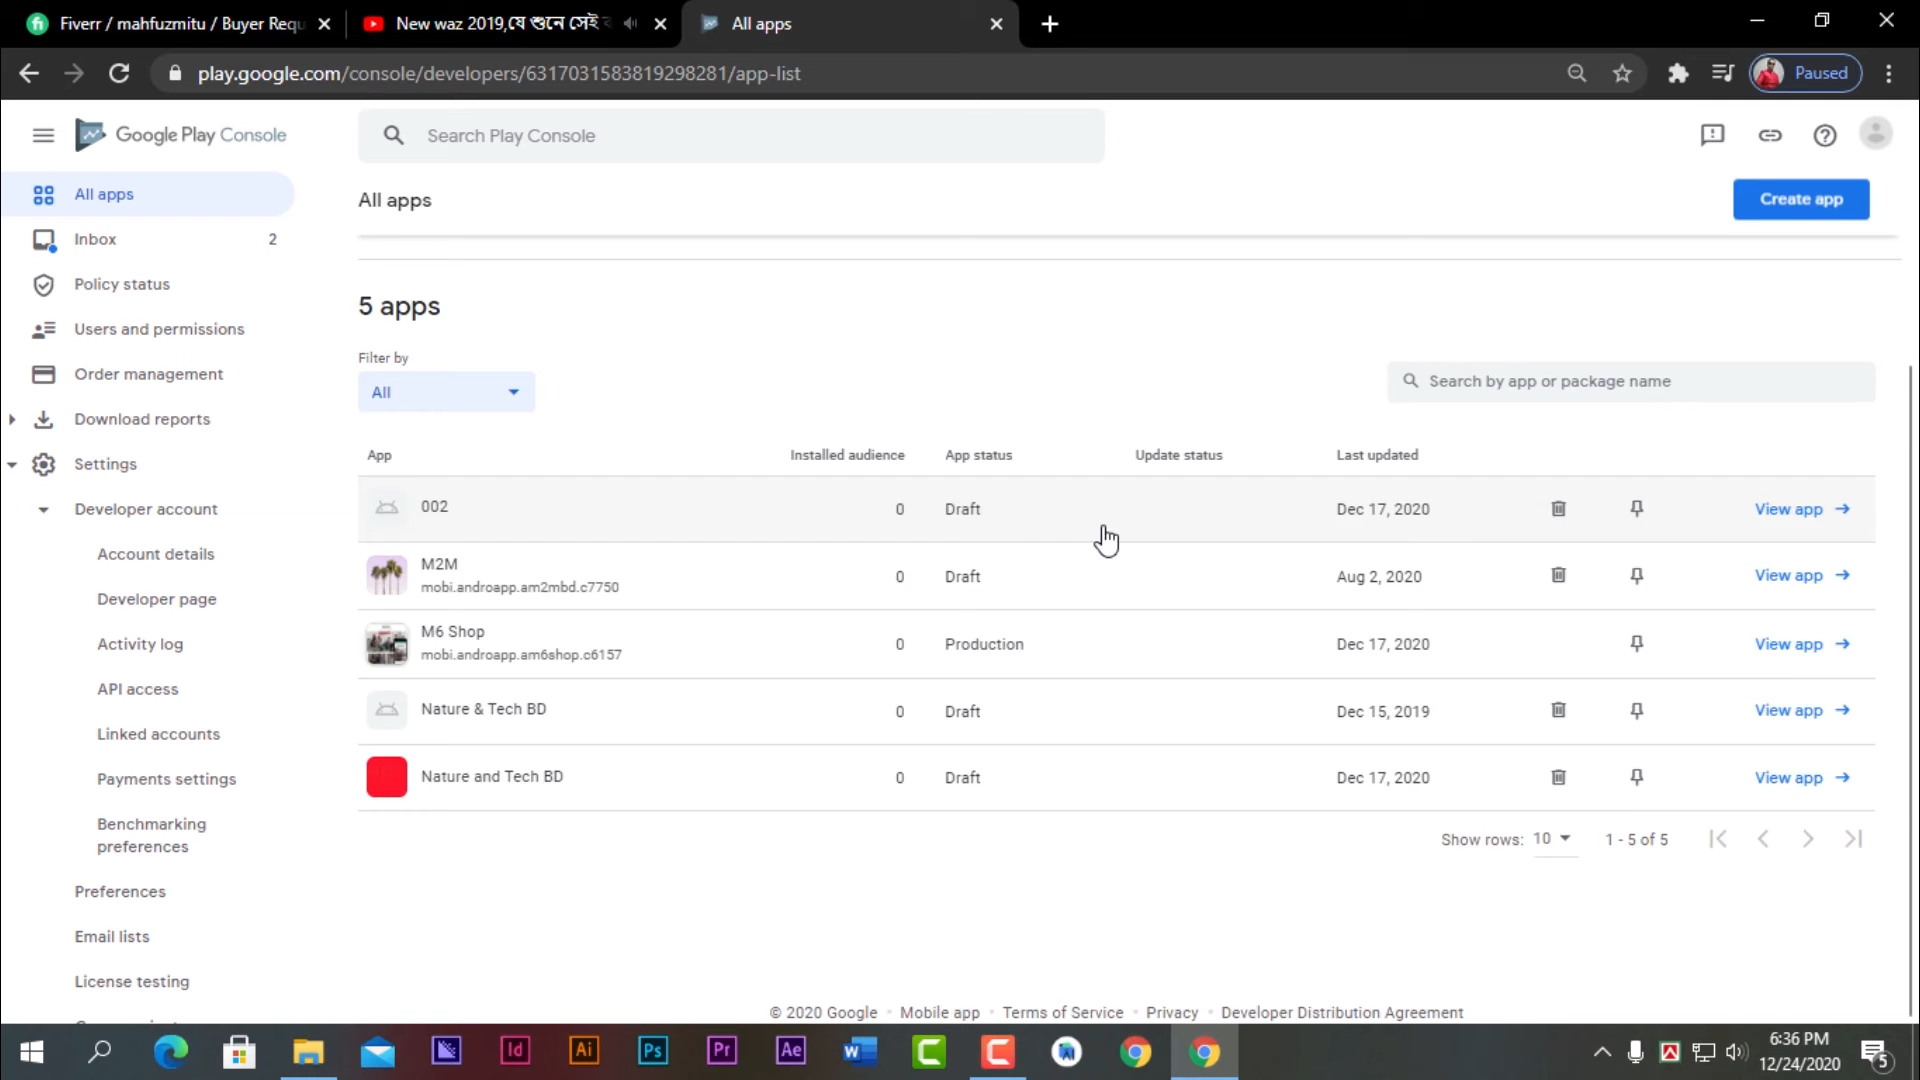 Fiverr / mahfuzmitu / Buyer Requ
New waz 2019,যে শুনে সেই
All apps
play.google.com/console/developers/6317031583819298281/app-list
Paused
Google Play Console
Search Play Console
All apps
All apps
Create app
Inbox 2
Policy status
Users and permissions
Order management
Download reports
Settings
Developer account
Account details
Developer page
Activity log
API access
Linked accounts
Payments settings
Benchmarking
preferences
Preferences
Email lists
License testing
5 apps
Filter by
All
Search by app or package name
App Installed audience App status Update status Last updated
002 0 Draft Dec 17, 2020 View app
M2M
mobi.androapp.am2mbd.c7750
0 Draft Aug 2, 2020 View app
M6 Shop
mobi.androapp.am6shop.c6157
0 Production Dec 17, 2020 View app
Nature & Tech BD 0 Draft Dec 15, 2019 View app
Nature and Tech BD 0 Draft Dec 17, 2020 View app
Show rows: 10 1 - 5 of 5
© 2020 Google · Mobile app · Terms of Service · Privacy · Developer Distribution Agreement
Id Ai Ps Pr Ae W
6:36 PM
12/24/2020
5